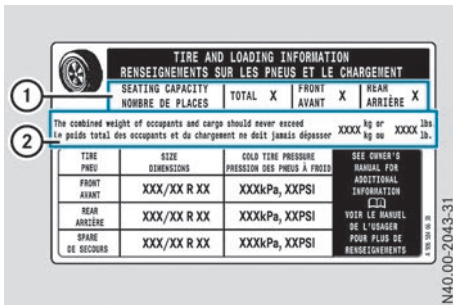 TIRE AND LOADING INFORMATION
RENSEIGNEMENTS SUR LES PNEUS ET LE CHARGEMENT
1
SEATING CAPACITY
NOMBRE DE PLACES
TOTAL X
FRONT
AVANT
X
REAR
ARRIÈRE
X
2
The combined weight of occupants and cargo should never exceed
Le poids total des occupants et du chargement ne doit jamais dépasser
XXXX kg or
kg ou
XXXX lbs
lb.
TIRE
PNEU
SIZE
DIMENSIONS
COLD TIRE PRESSURE
PRESSION DES PNEUS À FROID
SEE OWNER'S
MANUAL FOR
ADDITIONAL
INFORMATION
VOIR LE MANUEL
DE L'USAGER
POUR PLUS DE
RENSEIGNEMENTS
FRONT
AVANT
XXX/XX R XX
XXXkPa, XXPSI
REAR
ARRIÈRE
XXX/XX R XX
XXXkPa, XXPSI
SPARE
DE SECOURS
XXX/XX R XX
XXXkPa, XXPSI
N40.00-2043-31